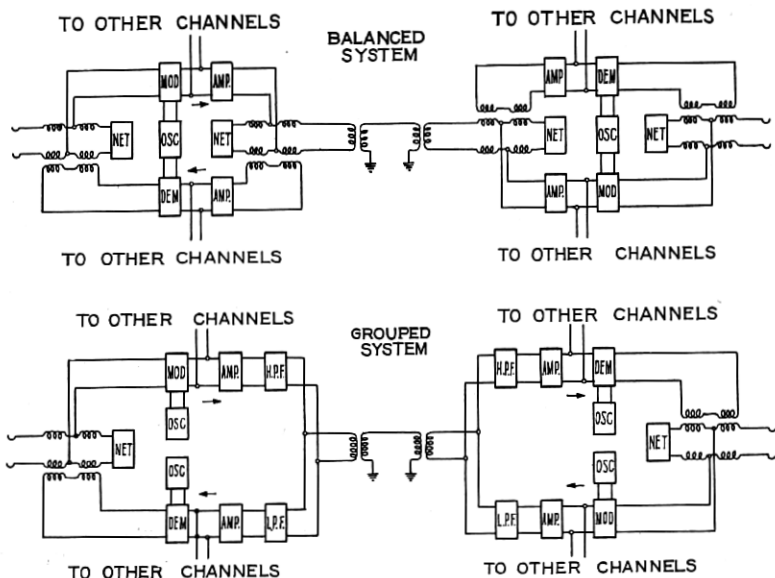 TO OTHER CHANNELS
BALANCED
SYSTEM
TO OTHER CHANNELS
MOD
AMP.
AMP
DEM
NET
OSC
NET
NET
OSC
NET
DEM
AMP.
AMP.
MOD
TO OTHER CHANNELS
TO OTHER CHANNELS
TO OTHER CHANNELS
GROUPED
SYSTEM
TO OTHER CHANNELS
MOD
AMP.
H.P.F.
H.P.F.
AMP.
DEM
OSC
OSC
NET
NET
OSC
OSC
DEM
AMP.
L.P.F.
L.P.F.
AMP.
MOD
TO OTHER CHANNELS
TO OTHER CHANNELS